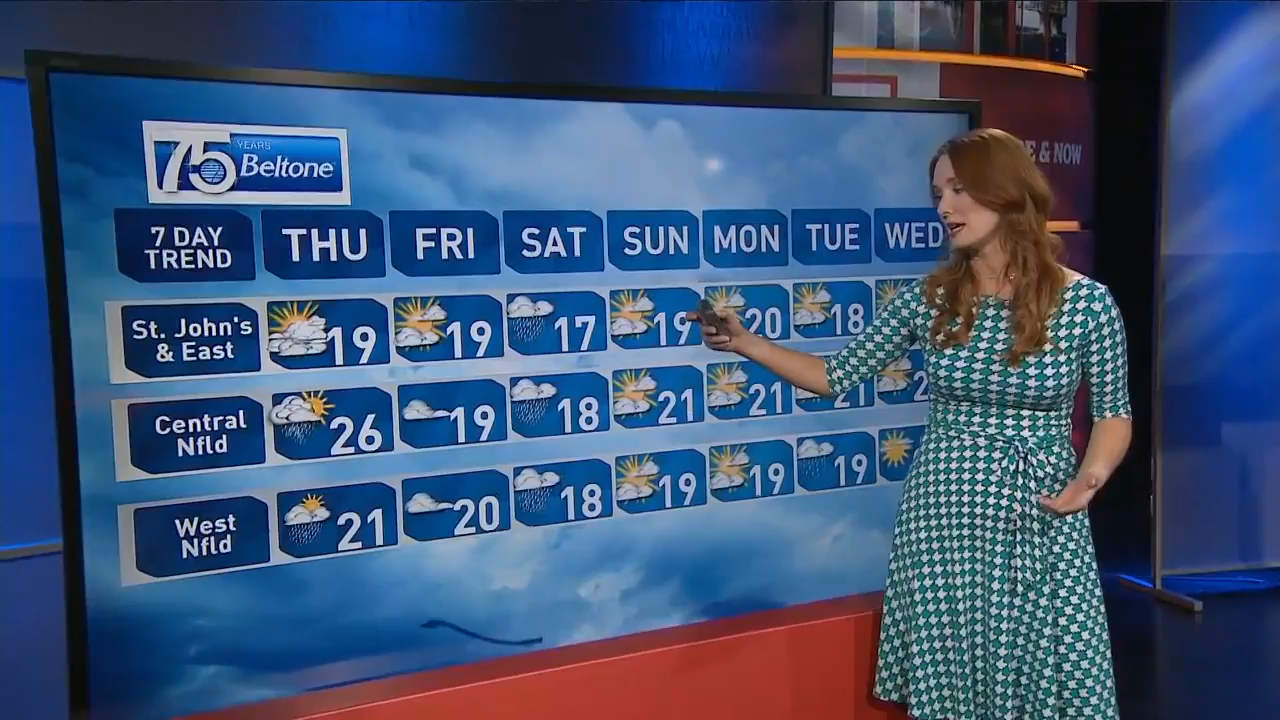 75 YEARS
Beltone
E & NOW
7 DAY
TREND
THU FRI SAT SUN MON TUE WED
St. John's
& East
19 19 17 19 20 18
Central
Nfld
26 19 18 21 21 21 2
West
Nfld
21 20 18 19 19 19